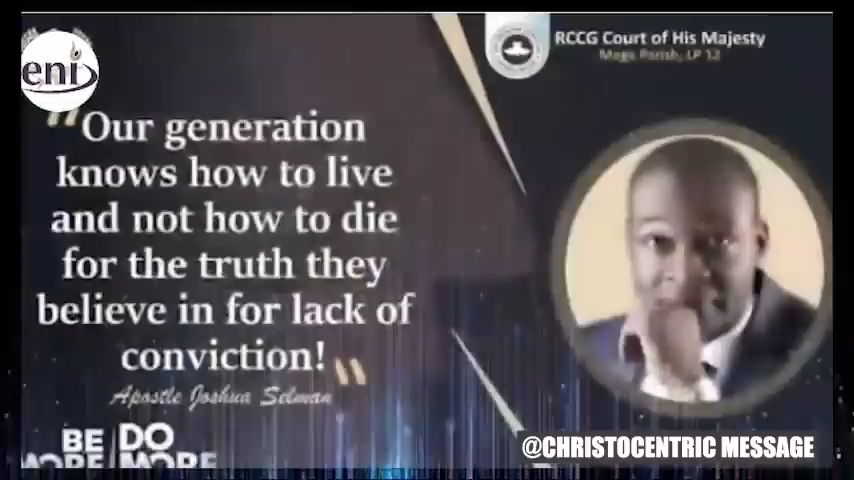 eni
RCCG Court of His Majesty
Mega Parish, LP 12
"Our generation
knows how to live
and not how to die
for the truth they
believe in for lack of
conviction!"
Apostle Joshua Selman
BE DO
MORE MORE
@CHRISTOCENTRIC MESSAGE